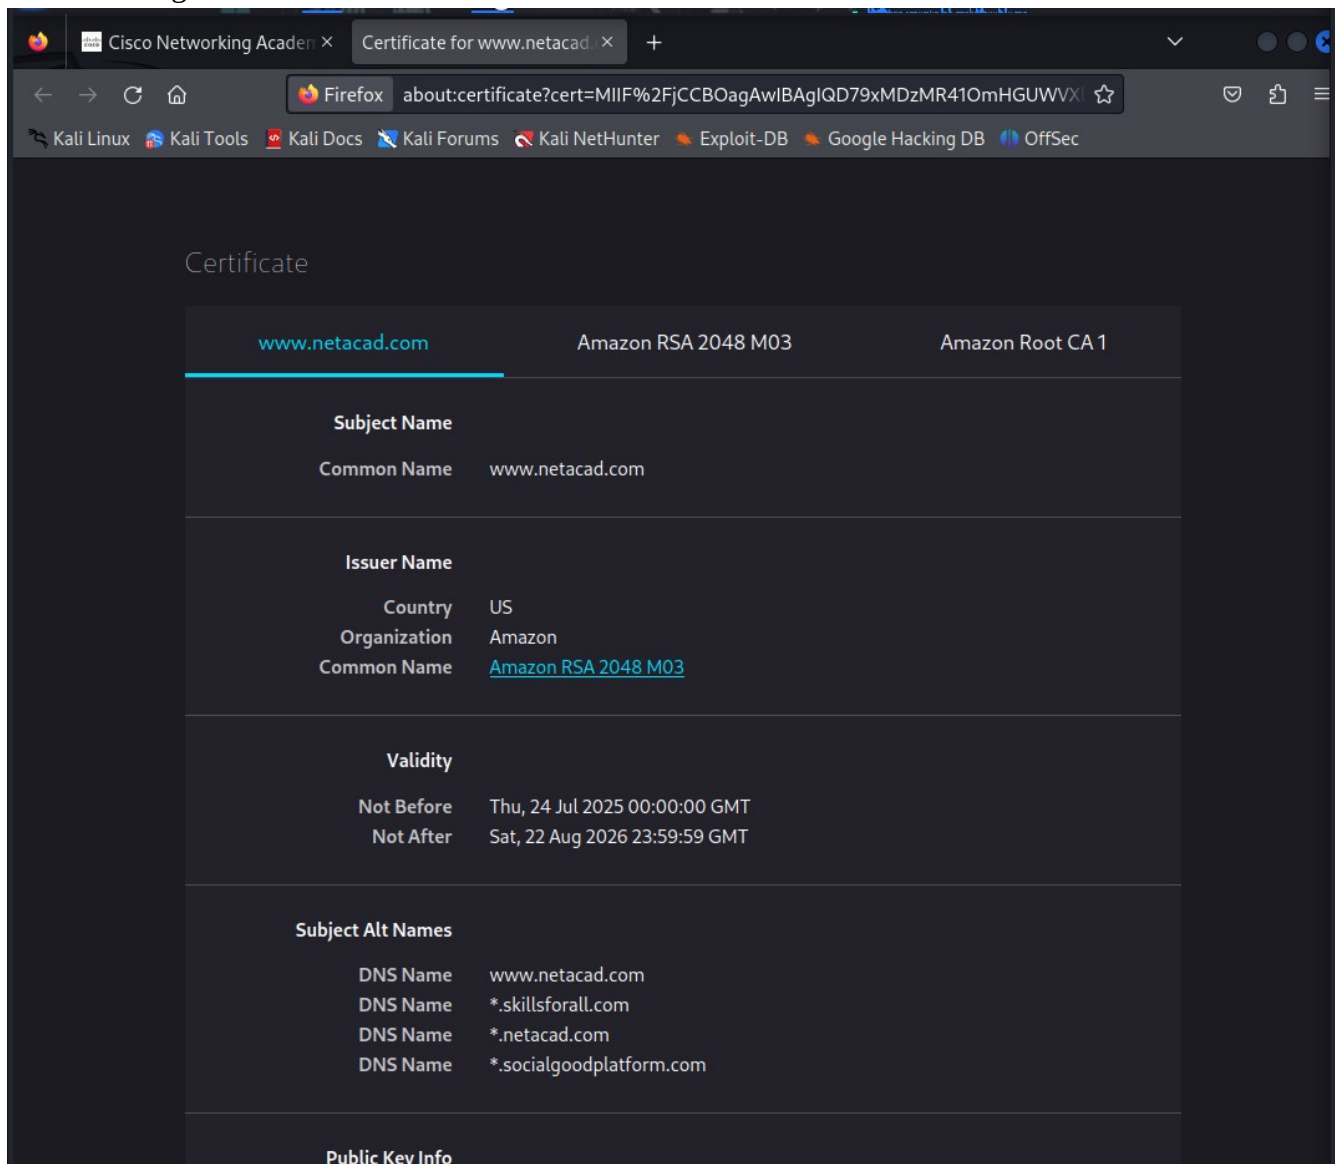 Cisco Networking Academ
Certificate for www.netacad.
Firefox about:certificate?cert=MIIF%2FjCCBOagAwIBAgIQD79xMDzMR41OmHGUWVX
Kali Linux Kali Tools Kali Docs Kali Forums Kali NetHunter Exploit-DB Google Hacking DB OffSec
Certificate
www.netacad.com Amazon RSA 2048 M03 Amazon Root CA 1
Subject Name
Common Name www.netacad.com
Issuer Name
Country US
Organization Amazon
Common Name Amazon RSA 2048 M03
Validity
Not Before Thu, 24 Jul 2025 00:00:00 GMT
Not After Sat, 22 Aug 2026 23:59:59 GMT
Subject Alt Names
DNS Name www.netacad.com
DNS Name *.skillsforall.com
DNS Name *.netacad.com
DNS Name *.socialgoodplatform.com
Public Key Info